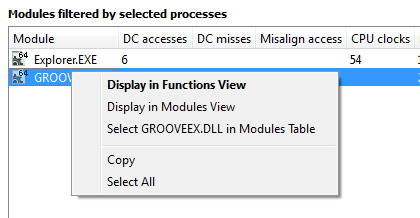 Modules filtered by selected processes
Module DC accesses DC misses Misalign access CPU clocks
64 Explorer.EXE 6 54
64 GROOV
Display in Functions View
Display in Modules View
Select GROOVEEX.DLL in Modules Table
Copy
Select All